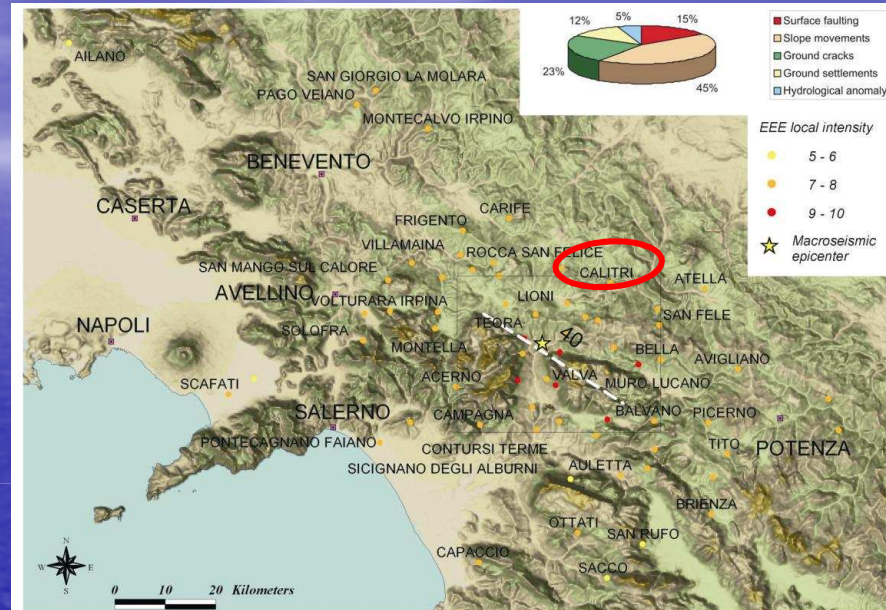 12%
5%
15%
23%
45%
Surface faulting
Slope movements
Ground cracks
Ground settlements
Hydrological anomaly
EEE local intensity
5 - 6
7 - 8
9 - 10
Macroseismic
epicenter
AILANO
SAN GIORGIO LA MOLARA
PAGO VEIANO
MONTECALVO IRPINO
BENEVENTO
CASERTA
CARIFE
FRIGENTO
VILLAMAINA
ROCCA SAN FELICE
SAN MANGO SUL CALORE
CALITRI
ATELLA
AVELLINO
VOLTURARA IRPINA
LIONI
SAN FELE
NAPOLI
SOLOFRA
TEORA
40
MONTELLA
BELLA
AVIGLIANO
SCAFATI
ACERNO
VALVA
MURO LUCANO
SALERNO
CAMPAGNA
BALVANO
PICERNO
PONTECAGNANO FAIANO
CONTURSI TERME
TITO
POTENZA
SICIGNANO DEGLI ALBURNI
AULETTA
BRIENZA
OTTATI
SAN RUFO
CAPACCIO
SACCO
N
W
E
S
0 10 20 Kilometers